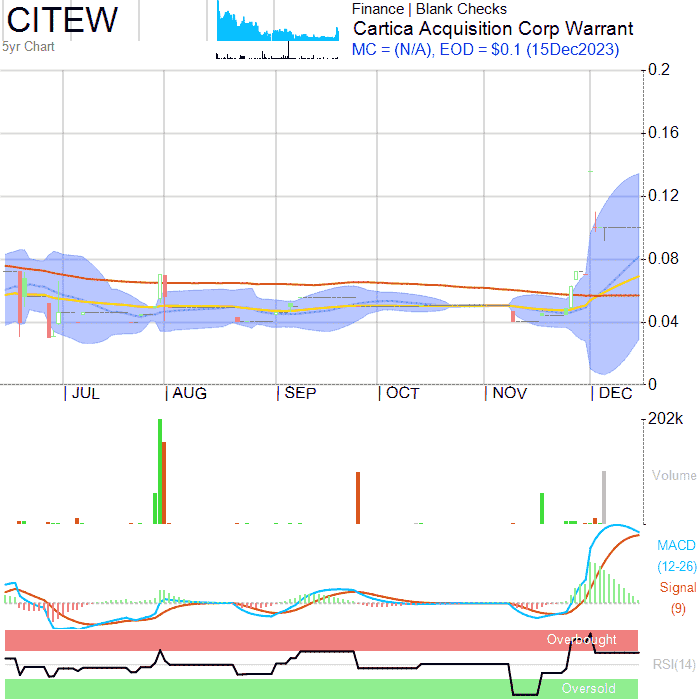 CITEW
5yr Chart
Finance | Blank Checks
Cartica Acquisition Corp Warrant
MC = (N/A), EOD = $0.1 (15Dec2023)
0.2
0.16
0.12
0.08
0.04
0
JUL AUG SEP OCT NOV DEC
202k
Volume
MACD
(12-26)
Signal
(9)
Overbought
RSI(14)
Oversold